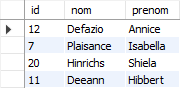 id nom prenom
12 Defazio Annice
7 Plaisance Isabella
20 Hinrichs Shiela
11 Deeann Hibbert